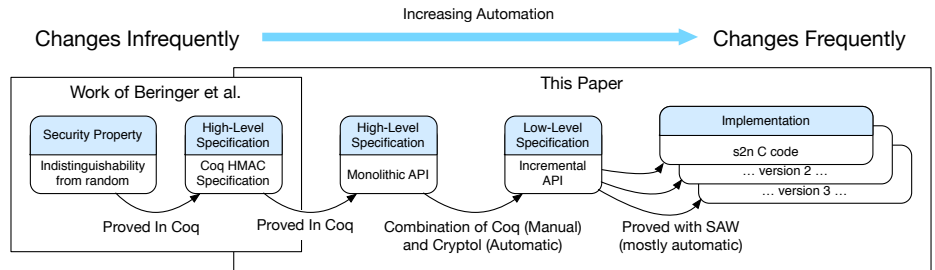 Increasing Automation
Changes Infrequently
Changes Frequently
Work of Beringer et al.
This Paper
Security Property
Indistinguishability
from random
High-Level
Specification
Coq HMAC
Specification
High-Level
Specification
Monolithic API
Low-Level
Specification
Incremental
API
Implementation
s2n C code
... version 2 ...
... version 3 ...
Proved In Coq
Proved In Coq
Combination of Coq (Manual)
and Cryptol (Automatic)
Proved with SAW
(mostly automatic)